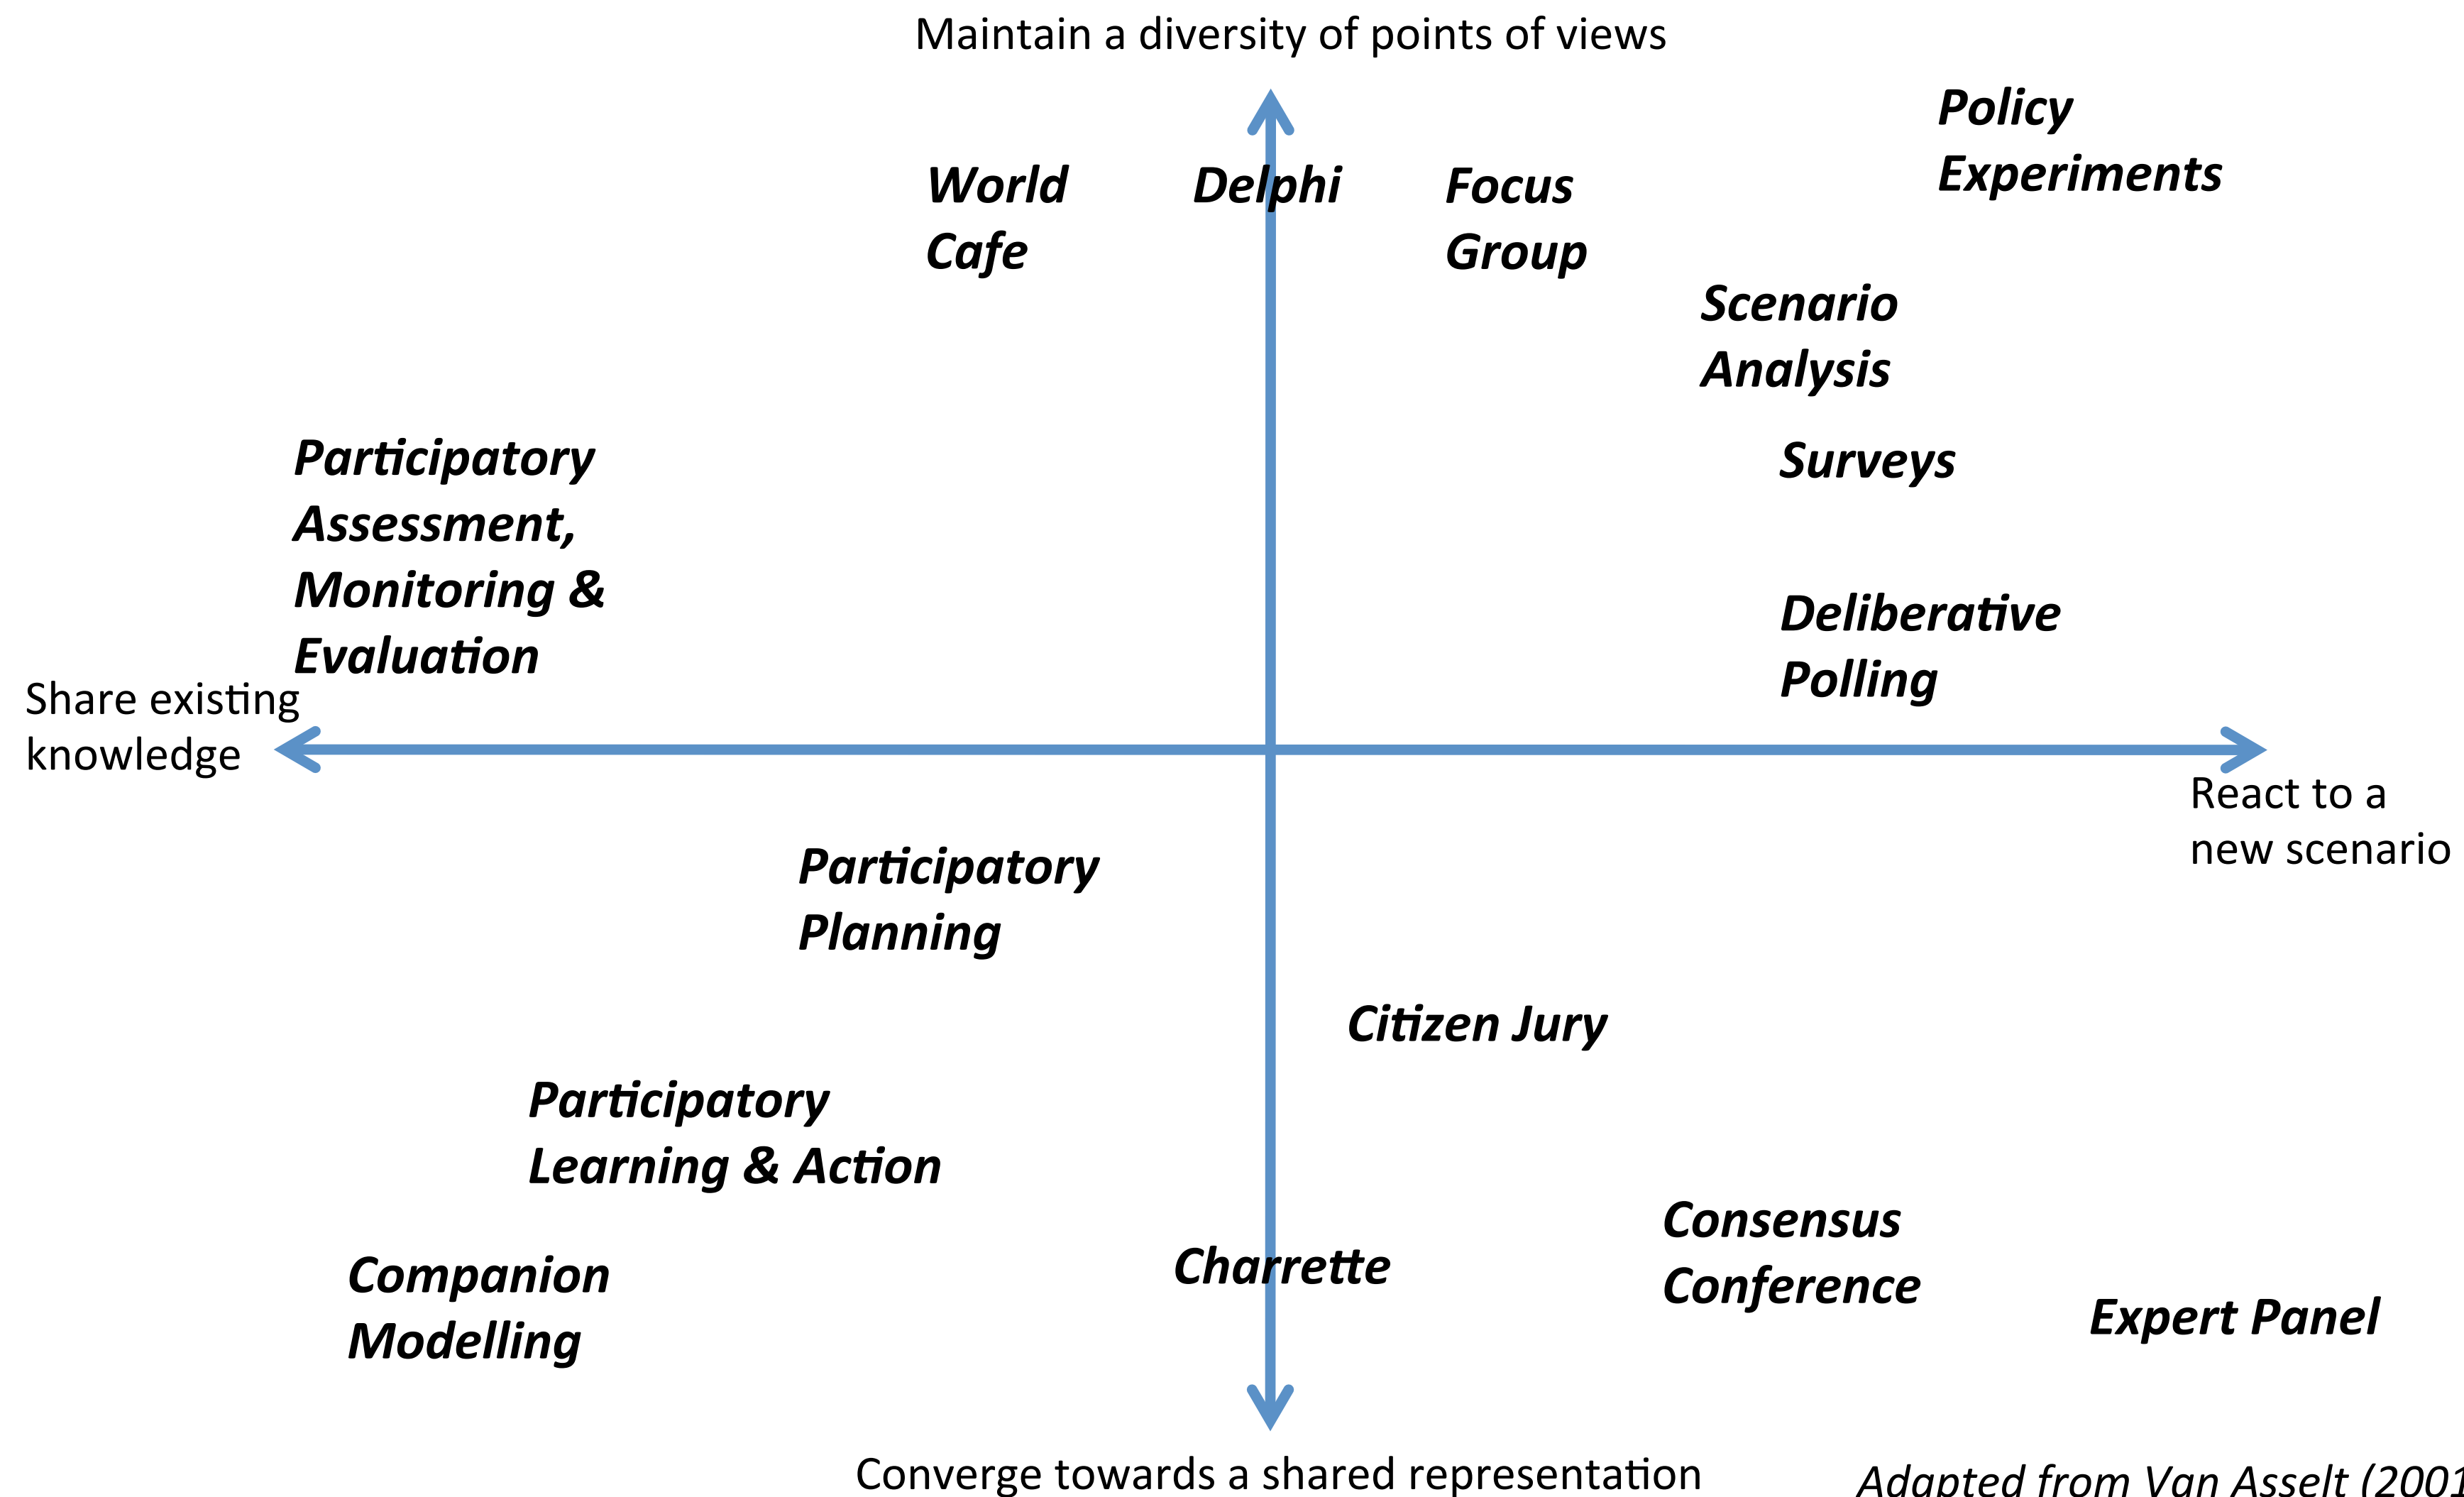 Maintain a diversity of points of views
Policy
Experiments
World
Cafe
Delphi
Focus
Group
Scenario
Analysis
Participatory
Assessment,
Monitoring &
Evaluation
Surveys
Deliberative
Polling
Share existing
knowledge
React to a
new scenario
Participatory
Planning
Citizen Jury
Participatory
Learning & Action
Consensus
Conference
Charrette
Companion
Modelling
Expert Panel
Converge towards a shared representation
Adapted from Van Asselt (2001